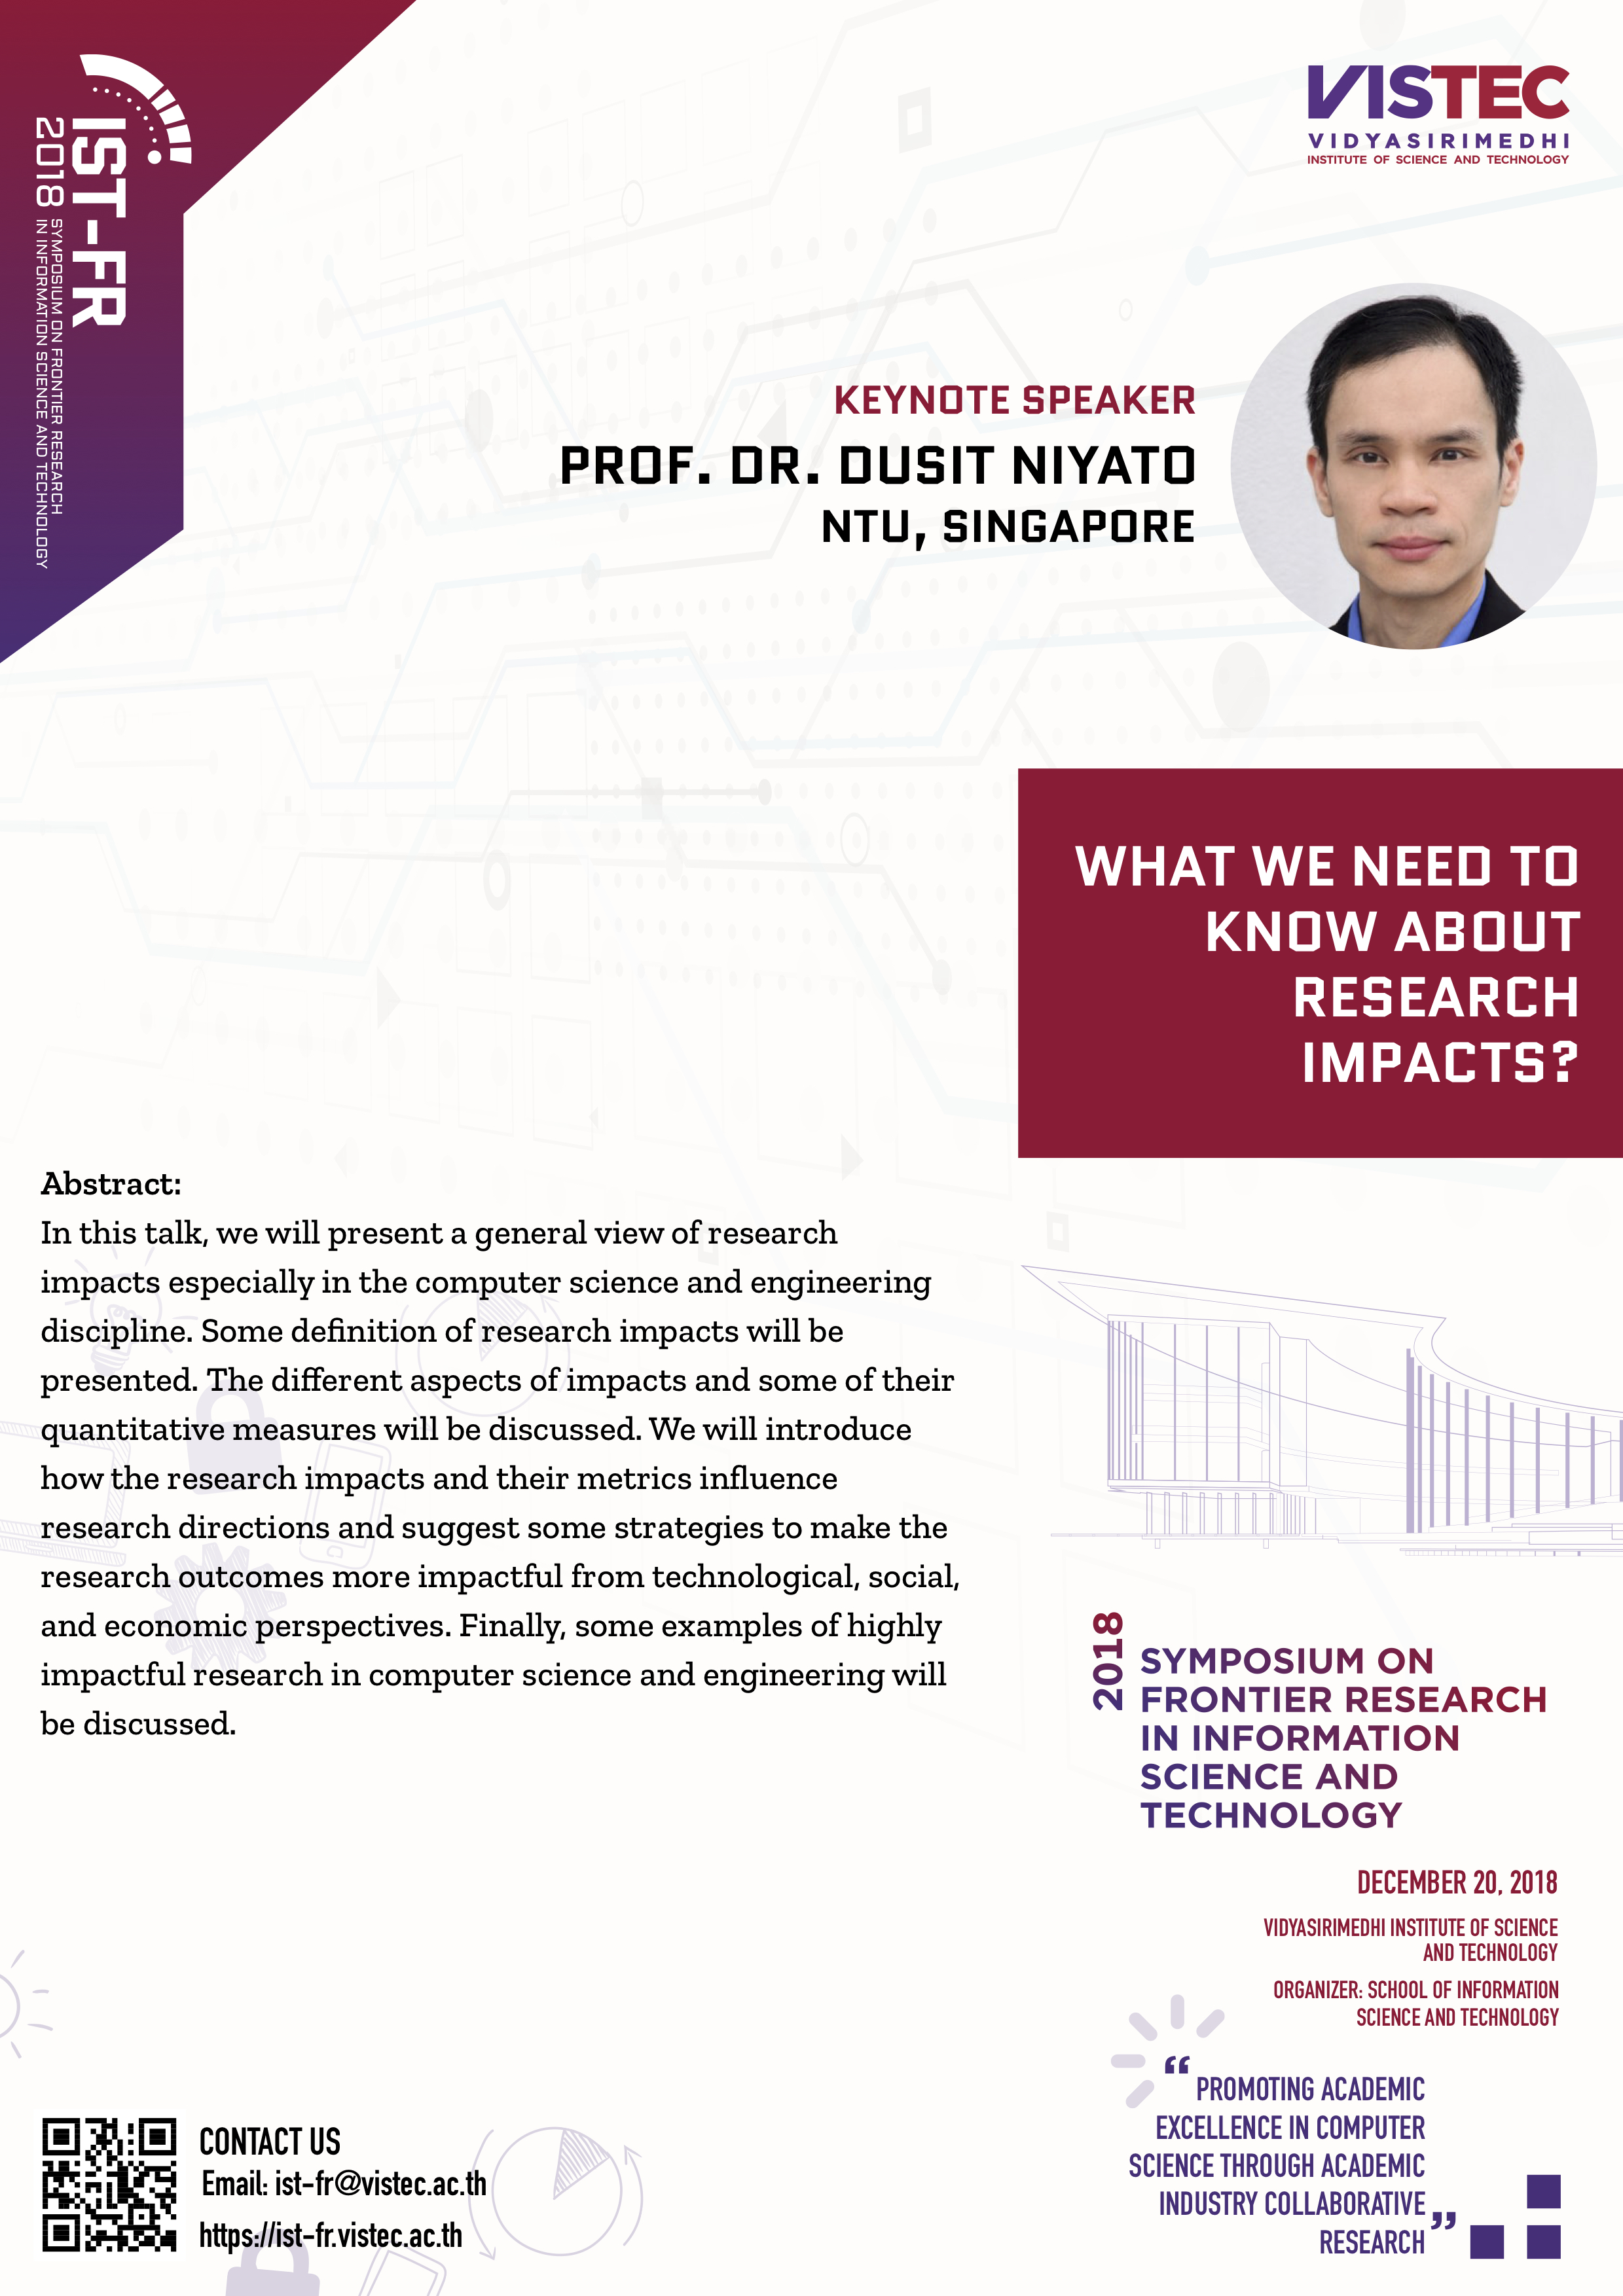 IST-FR
2018
SYMPOSIUM ON FRONTIER RESEARCH
IN INFORMATION SCIENCE AND TECHNOLOGY
VISTEC
VIDYASIRIMEDHI
INSTITUTE OF SCIENCE AND TECHNOLOGY
KEYNOTE SPEAKER
PROF. DR. DUSIT NIYATO
NTU, SINGAPORE
WHAT WE NEED TO
KNOW ABOUT
RESEARCH
IMPACTS?
Abstract:
In this talk, we will present a general view of research
impacts especially in the computer science and engineering
discipline. Some definition of research impacts will be
presented. The different aspects of impacts and some of their
quantitative measures will be discussed. We will introduce
how the research impacts and their metrics influence
research directions and suggest some strategies to make the
research outcomes more impactful from technological, social,
and economic perspectives. Finally, some examples of highly
impactful research in computer science and engineering will
be discussed.
2018
SYMPOSIUM ON
FRONTIER RESEARCH
IN INFORMATION
SCIENCE AND
TECHNOLOGY
DECEMBER 20, 2018
VIDYASIRIMEDHI INSTITUTE OF SCIENCE
AND TECHNOLOGY
ORGANIZER: SCHOOL OF INFORMATION
SCIENCE AND TECHNOLOGY
“PROMOTING ACADEMIC
EXCELLENCE IN COMPUTER
SCIENCE THROUGH ACADEMIC
INDUSTRY COLLABORATIVE
RESEARCH”
CONTACT US
Email: ist-fr@vistec.ac.th
https://ist-fr.vistec.ac.th